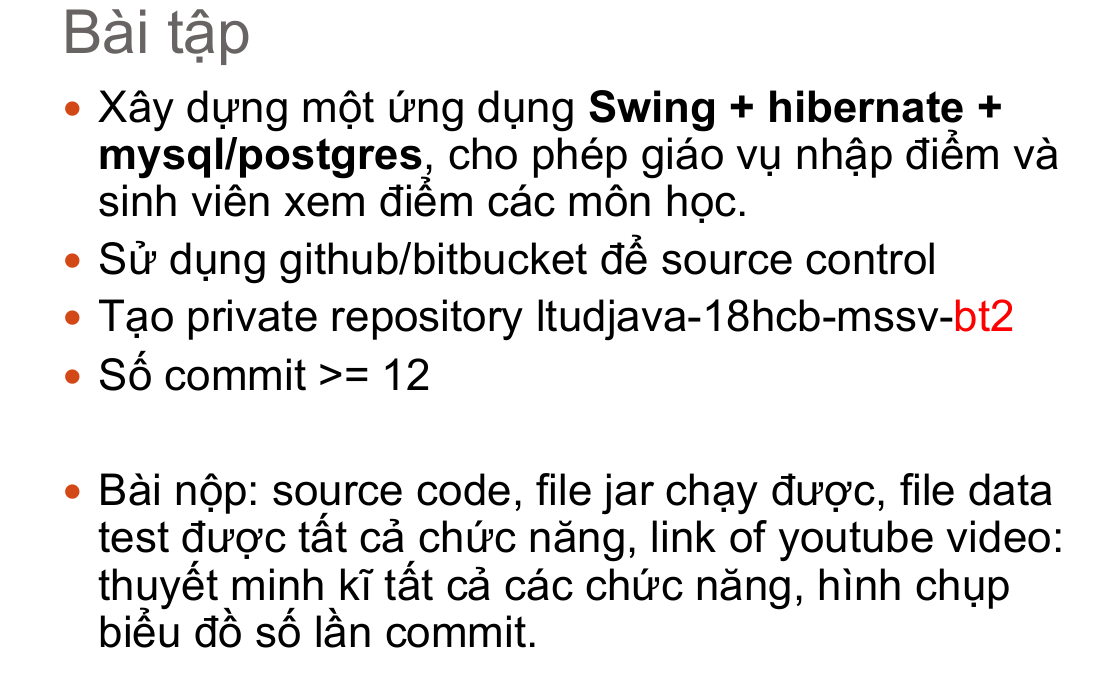 Bài tập
• Xây dựng một ứng dụng Swing + hibernate +
mysql/postgres, cho phép giáo vụ nhập điểm và
sinh viên xem điểm các môn học.
• Sử dụng github/bitbucket để source control
• Tạo private repository ltudjava-18hcb-mssv-bt2
• Số commit >= 12
• Bài nộp: source code, file jar chạy được, file data
test được tất cả chức năng, link of youtube video:
thuyết minh kĩ tất cả các chức năng, hình chụp
biểu đồ số lần commit.